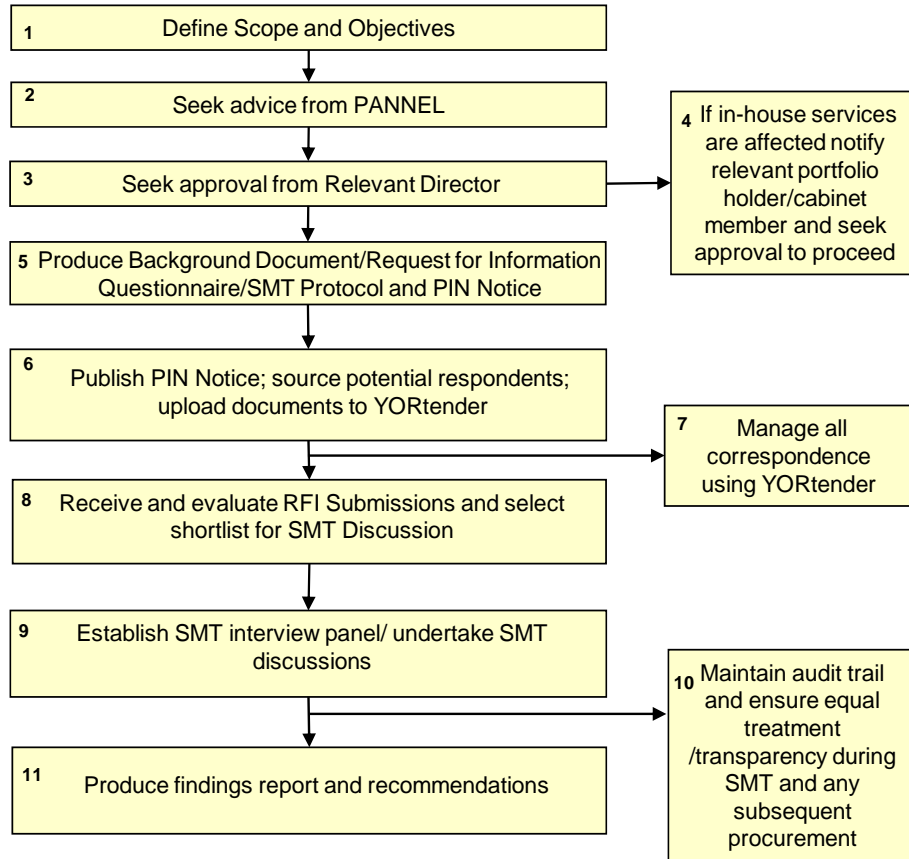 1
Define Scope and Objectives
2
Seek advice from PANNEL
3
Seek approval from Relevant Director
4 If in-house services
are affected notify
relevant portfolio
holder/cabinet
member and seek
approval to proceed
5 Produce Background Document/Request for Information
Questionnaire/SMT Protocol and PIN Notice
6
Publish PIN Notice; source potential respondents;
upload documents to YORtender
7
Manage all
correspondence
using YORtender
8 Receive and evaluate RFI Submissions and select
shortlist for SMT Discussion
9
Establish SMT interview panel/ undertake SMT
discussions
10 Maintain audit trail
and ensure equal
treatment
/transparency during
SMT and any
subsequent
procurement
11
Produce findings report and recommendations